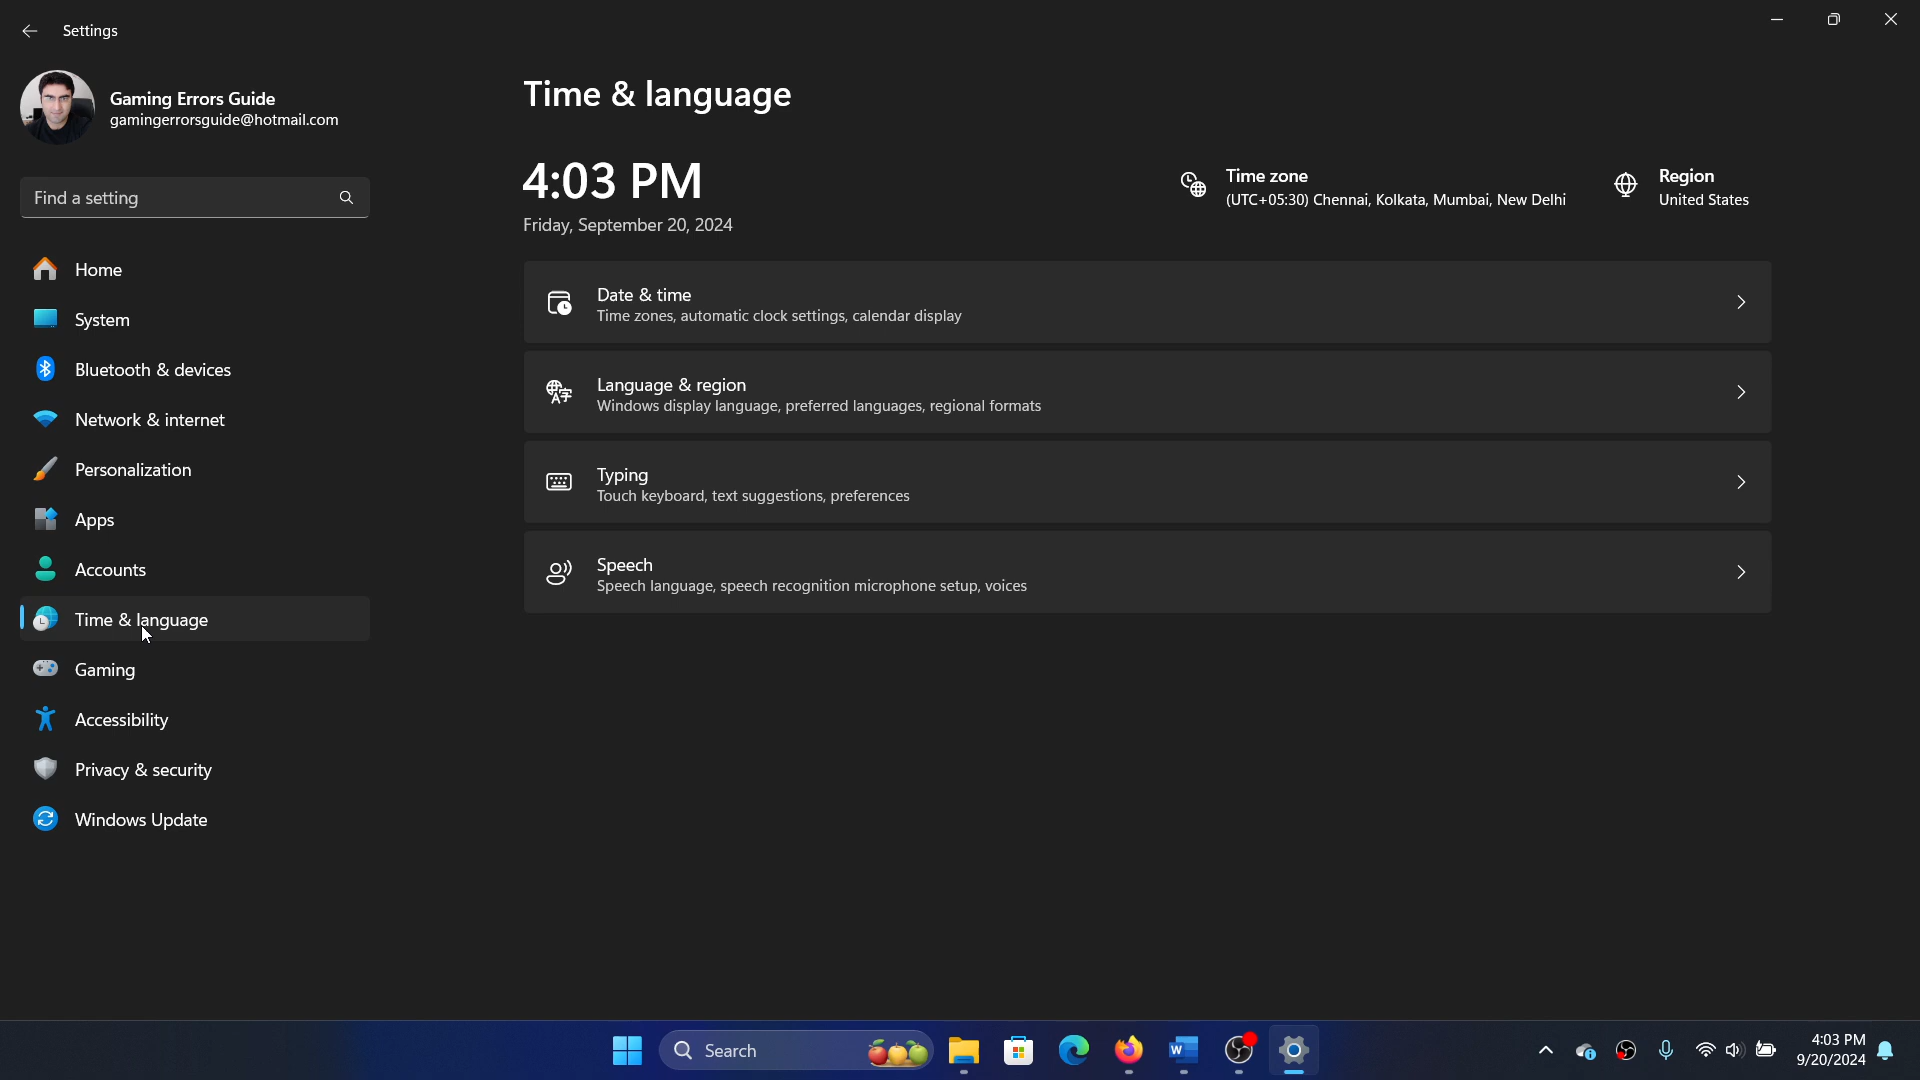 Settings
Gaming Errors Guide
gamingerrorsguide@hotmail.com
Find a setting
Home
System
Bluetooth & devices
Network & internet
Personalization
Apps
Accounts
Time & language
Gaming
Accessibility
Privacy & security
Windows Update
Time & language
4:03 PM
Friday, September 20, 2024
Time zone
(UTC+05:30) Chennai, Kolkata, Mumbai, New Delhi
Region
United States
Date & time
Time zones, automatic clock settings, calendar display
Language & region
Windows display language, preferred languages, regional formats
Typing
Touch keyboard, text suggestions, preferences
Speech
Speech language, speech recognition microphone setup, voices
Search
4:03 PM
9/20/2024